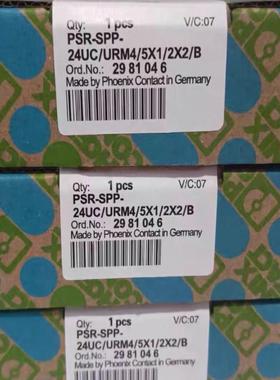 Qty: 1 pcs V/C:07
PSR-SPP-
24UC/URM4/5X1/2X2/B
Ord.No.: 29 81 04 6
Made by Phoenix Contact in Germany
Qty: 1 pcs V/C:07
PSR-SPP-
24UC/URM4/5X1/2X2/B
Ord.No.: 29 81 04 6
Made by Phoenix Contact in Germany
Qty.: 1 pcs V/C:07
PSR-SPP-
24UC/URM4/5X1/2X2/B
Ord.No.: 29 81 04 6
Made by Phoenix Contact in Germany